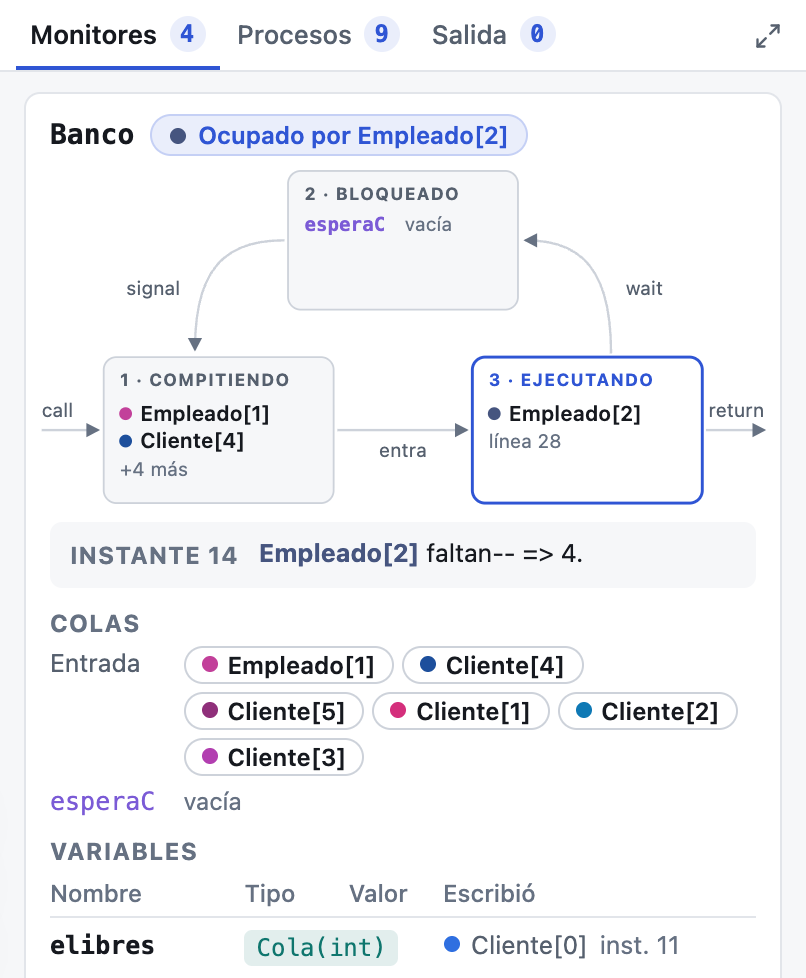 Monitores 4 Procesos 9 Salida 0
Banco Ocupado por Empleado[2]
2 · BLOQUEADO
esperaC vacía
signal
wait
1 · COMPITIENDO
Empleado[1]
Cliente[4]
+4 más
call
entra
3 · EJECUTANDO
Empleado[2]
línea 28
return
INSTANTE 14 Empleado[2] faltan-- => 4.
COLAS
Entrada Empleado[1] Cliente[4]
Cliente[5] Cliente[1] Cliente[2]
Cliente[3]
esperaC vacía
VARIABLES
Nombre Tipo Valor Escribió
elibres Cola(int) Cliente[0] inst. 11